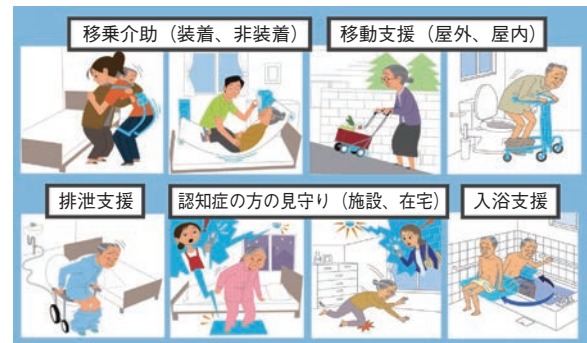 移乗介助（装着、非装着）
移動支援（屋外、屋内）
排泄支援
認知症の方の見守り（施設、在宅）
入浴支援